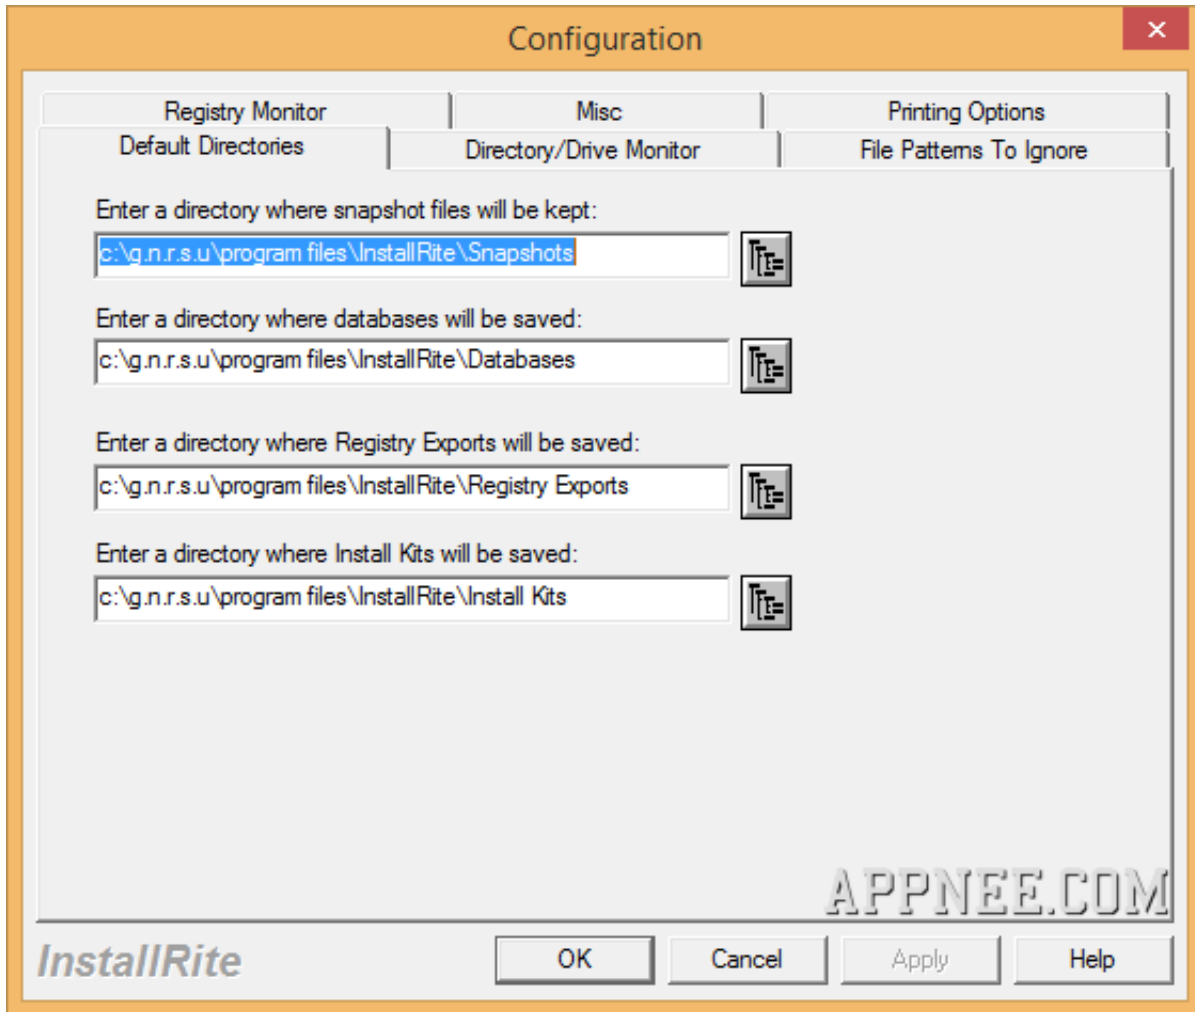 Configuration
Registry Monitor
Misc
Printing Options
Default Directories
Directory/Drive Monitor
File Patterns To Ignore
Enter a directory where snapshot files will be kept:
c:\g.n.r.s.u\program files\InstallRite\Snapshots
Enter a directory where databases will be saved:
c:\g.n.r.s.u\program files\InstallRite\Databases
Enter a directory where Registry Exports will be saved:
c:\g.n.r.s.u\program files\InstallRite\Registry Exports
Enter a directory where Install Kits will be saved:
c:\g.n.r.s.u\program files\InstallRite\Install Kits
APPNEE.COM
InstallRite
OK
Cancel
Apply
Help